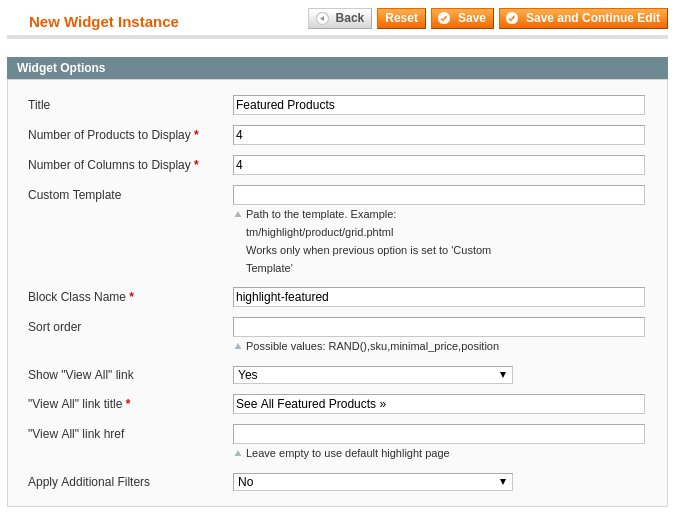 New Widget Instance
Back Reset Save Save and Continue Edit
Widget Options
Title Featured Products
Number of Products to Display * 4
Number of Columns to Display * 4
Custom Template
Path to the template. Example:
tm/highlight/product/grid.phtml
Works only when previous option is set to 'Custom
Template'
Block Class Name * highlight-featured
Sort order
Possible values: RAND(),sku,minimal_price,position
Show "View All" link Yes
"View All" link title * See All Featured Products »
"View All" link href
Leave empty to use default highlight page
Apply Additional Filters No